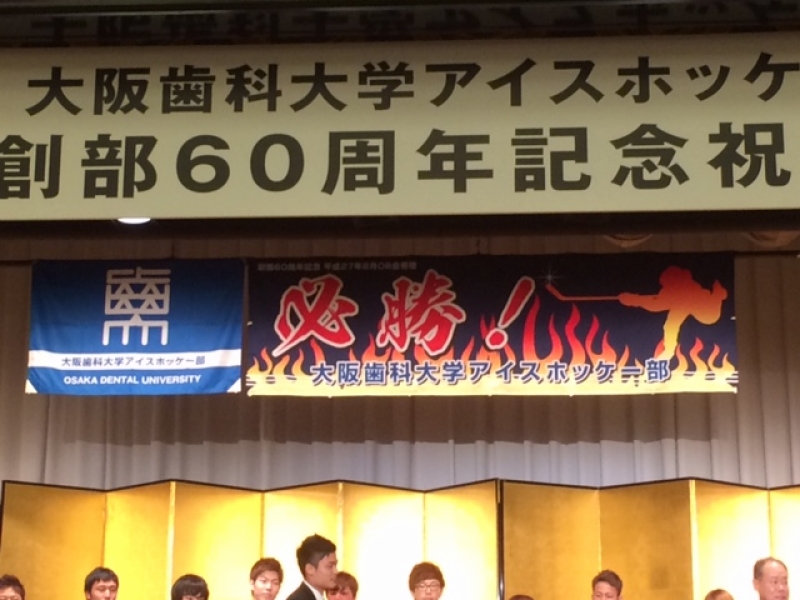 大阪歯科大学アイスホッケ
創部60周年記念祝
必勝！
大阪歯科大学アイスホッケー部
大阪歯科大学アイスホッケー部
OSAKA DENTAL UNIVERSITY